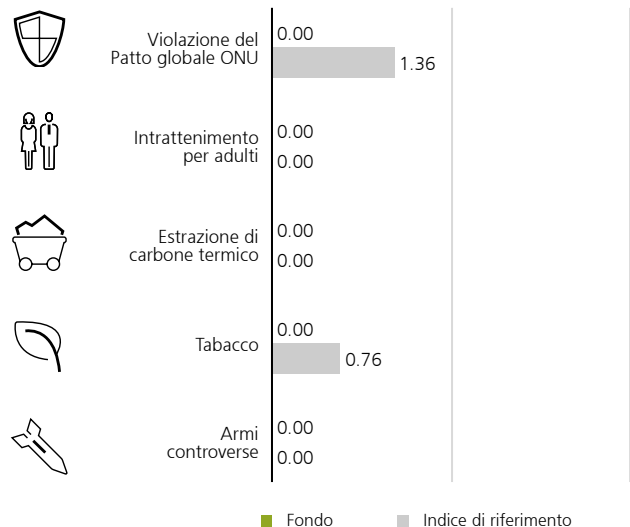 Violazione del
Patto globale ONU
0.00
1.36
Intrattenimento
per adulti
0.00
0.00
Estrazione di
carbone termico
0.00
0.00
Tabacco
0.00
0.76
Armi
controverse
0.00
0.00
Fondo
Indice di riferimento